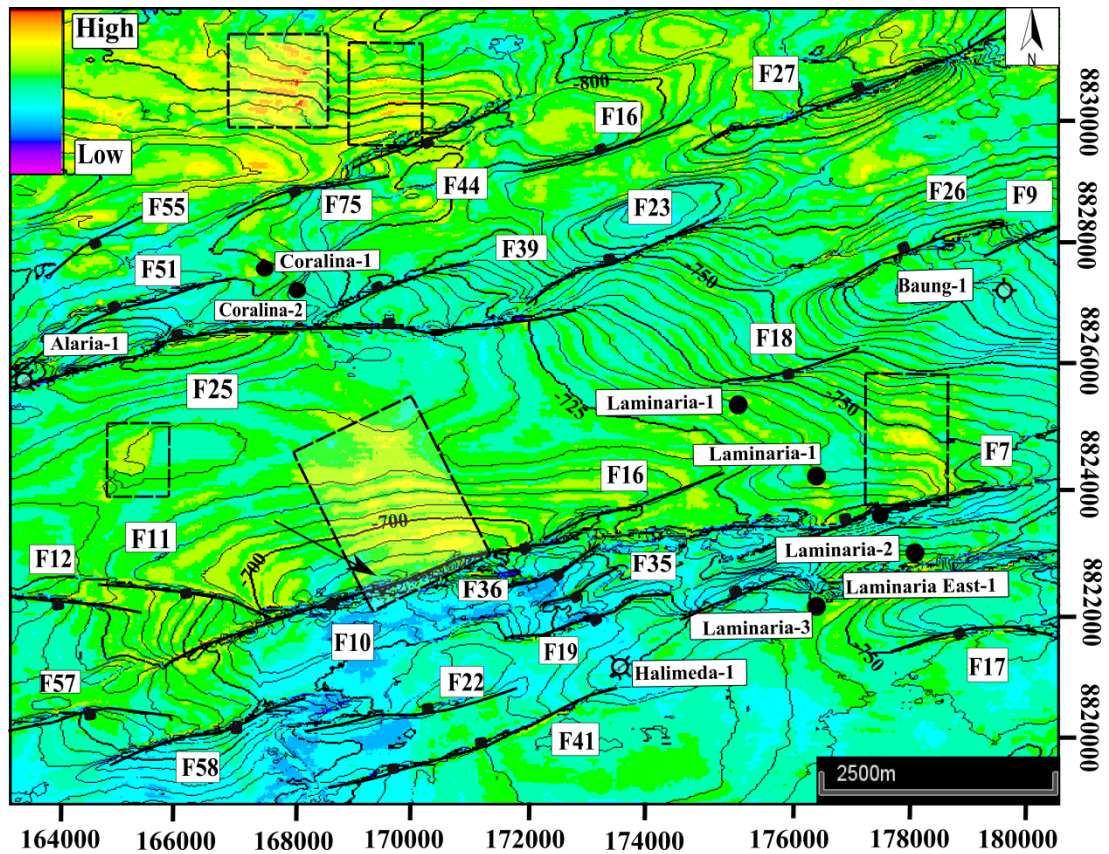 High
Low
N
F27
8830000
-800
F16
F44
F55
F75
F23
F26
F9
8828000
F51
Coralina-1
F39
-750
Coralina-2
Baung-1
Alaria-1
F18
8826000
F25
-725
Laminaria-1
-750
Laminaria-1
F7
F16
8824000
F11
-700
F12
-700
Laminaria-2
F35
F36
Laminaria East-1
8822000
F10
F19
Laminaria-3
-750
F17
F57
F22
Halimeda-1
8820000
F41
F58
2500m
164000 166000 168000 170000 172000 174000 176000 178000 180000